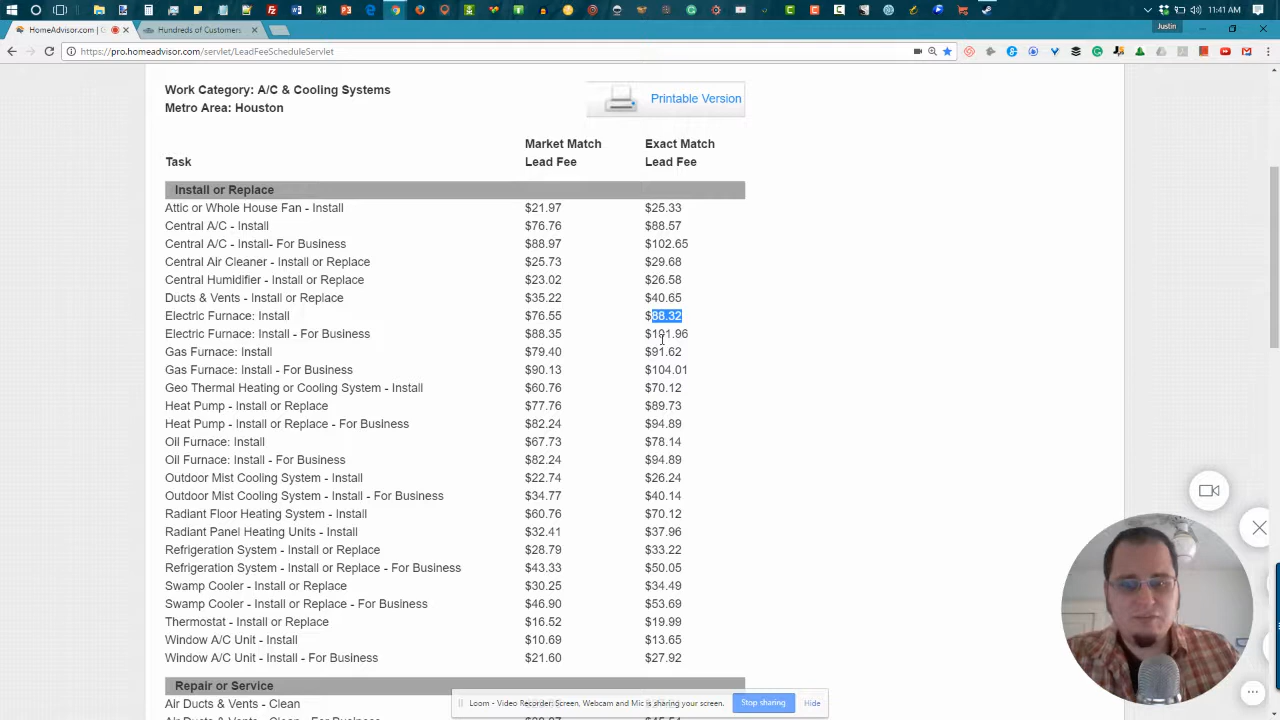 11:41 AM
HomeAdvisor.com |
Hundreds of Customers
Justin
https://pro.homeadvisor.com/servlet/LeadFeeScheduleServlet
Work Category: A/C & Cooling Systems
Metro Area: Houston
Printable Version
Market Match Exact Match
Task Lead Fee Lead Fee
Install or Replace
Attic or Whole House Fan - Install $21.97 $25.33
Central A/C - Install $76.76 $88.57
Central A/C - Install- For Business $88.97 $102.65
Central Air Cleaner - Install or Replace $25.73 $29.68
Central Humidifier - Install or Replace $23.02 $26.58
Ducts & Vents - Install or Replace $35.22 $40.65
Electric Furnace: Install $76.55 $88.32
Electric Furnace: Install - For Business $88.35 $101.96
Gas Furnace: Install $79.40 $91.62
Gas Furnace: Install - For Business $90.13 $104.01
Geo Thermal Heating or Cooling System - Install $60.76 $70.12
Heat Pump - Install or Replace $77.76 $89.73
Heat Pump - Install or Replace - For Business $82.24 $94.89
Oil Furnace: Install $67.73 $78.14
Oil Furnace: Install - For Business $82.24 $94.89
Outdoor Mist Cooling System - Install $22.74 $26.24
Outdoor Mist Cooling System - Install - For Business $34.77 $40.14
Radiant Floor Heating System - Install $60.76 $70.12
Radiant Panel Heating Units - Install $32.41 $37.96
Refrigeration System - Install or Replace $28.79 $33.22
Refrigeration System - Install or Replace - For Business $43.33 $50.05
Swamp Cooler - Install or Replace $30.25 $34.49
Swamp Cooler - Install or Replace - For Business $46.90 $53.69
Thermostat - Install or Replace $16.52 $19.99
Window A/C Unit - Install $10.69 $13.65
Window A/C Unit - Install - For Business $21.60 $27.92
Repair or Service
Air Ducts & Vents - Clean
Loom - Video Recorder: Screen, Webcam and Mic is sharing your screen. Stop sharing Hide